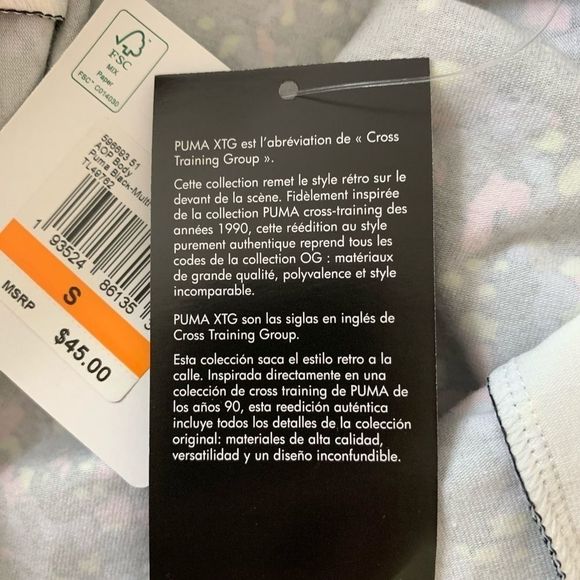 FSC
MIX
Paper
FSC™ C014030
596693 51
AOP Body
Puma Black-Multi
TL49762
1 93524 86135 3
S
MSRP
$45.00
PUMA XTG est l'abréviation de « Cross
Training Group ».
Cette collection remet le style rétro sur le
devant de la scène. Fidèlement inspirée
de la collection PUMA cross-training des
années 1990, cette réédition au style
purement authentique reprend tous les
codes de la collection OG : matériaux
de grande qualité, polyvalence et style
incomparable.
PUMA XTG son las siglas en inglés de
Cross Training Group.
Esta colección saca el estilo retro a la
calle. Inspirada directamente en una
colección de cross training de PUMA de
los años 90, esta reedición auténtica
incluye todos los detalles de la colección
original: materiales de alta calidad,
versatilidad y un diseño inconfundible.